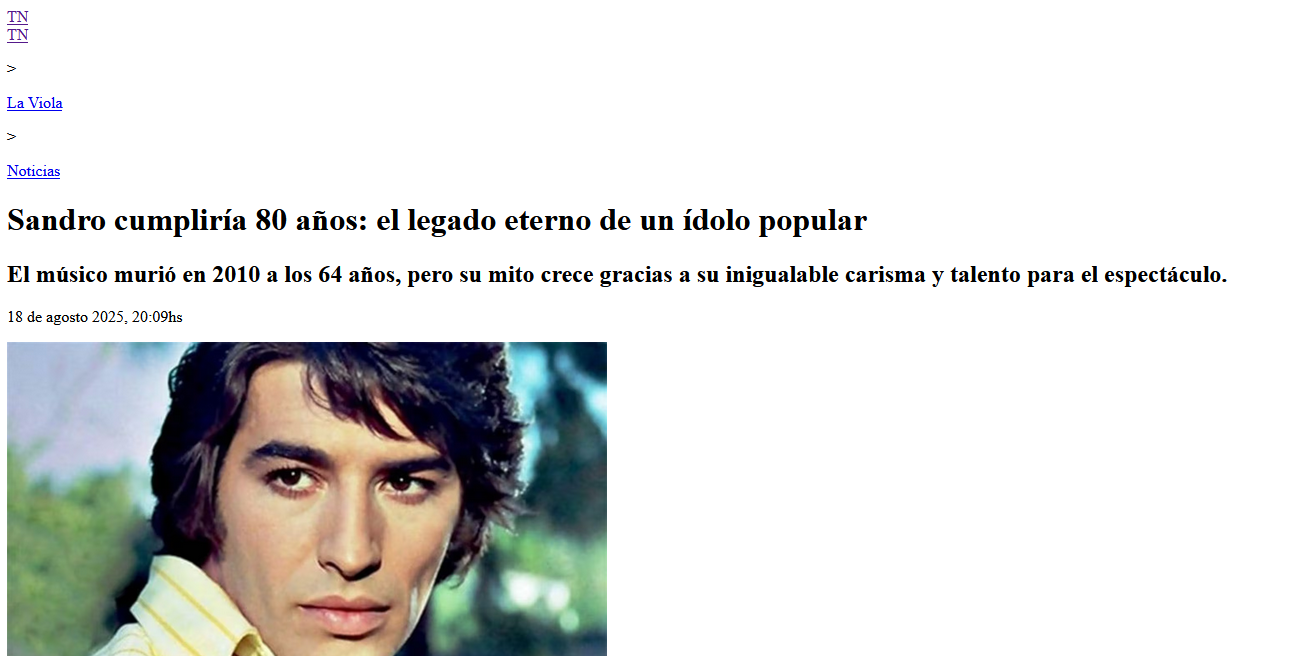 TN
TN
>
La Viola
>
Noticias
Sandro cumpliría 80 años: el legado eterno de un ídolo popular
El músico murió en 2010 a los 64 años, pero su mito crece gracias a su inigualable carisma y talento para el espectáculo.
18 de agosto 2025, 20:09hs